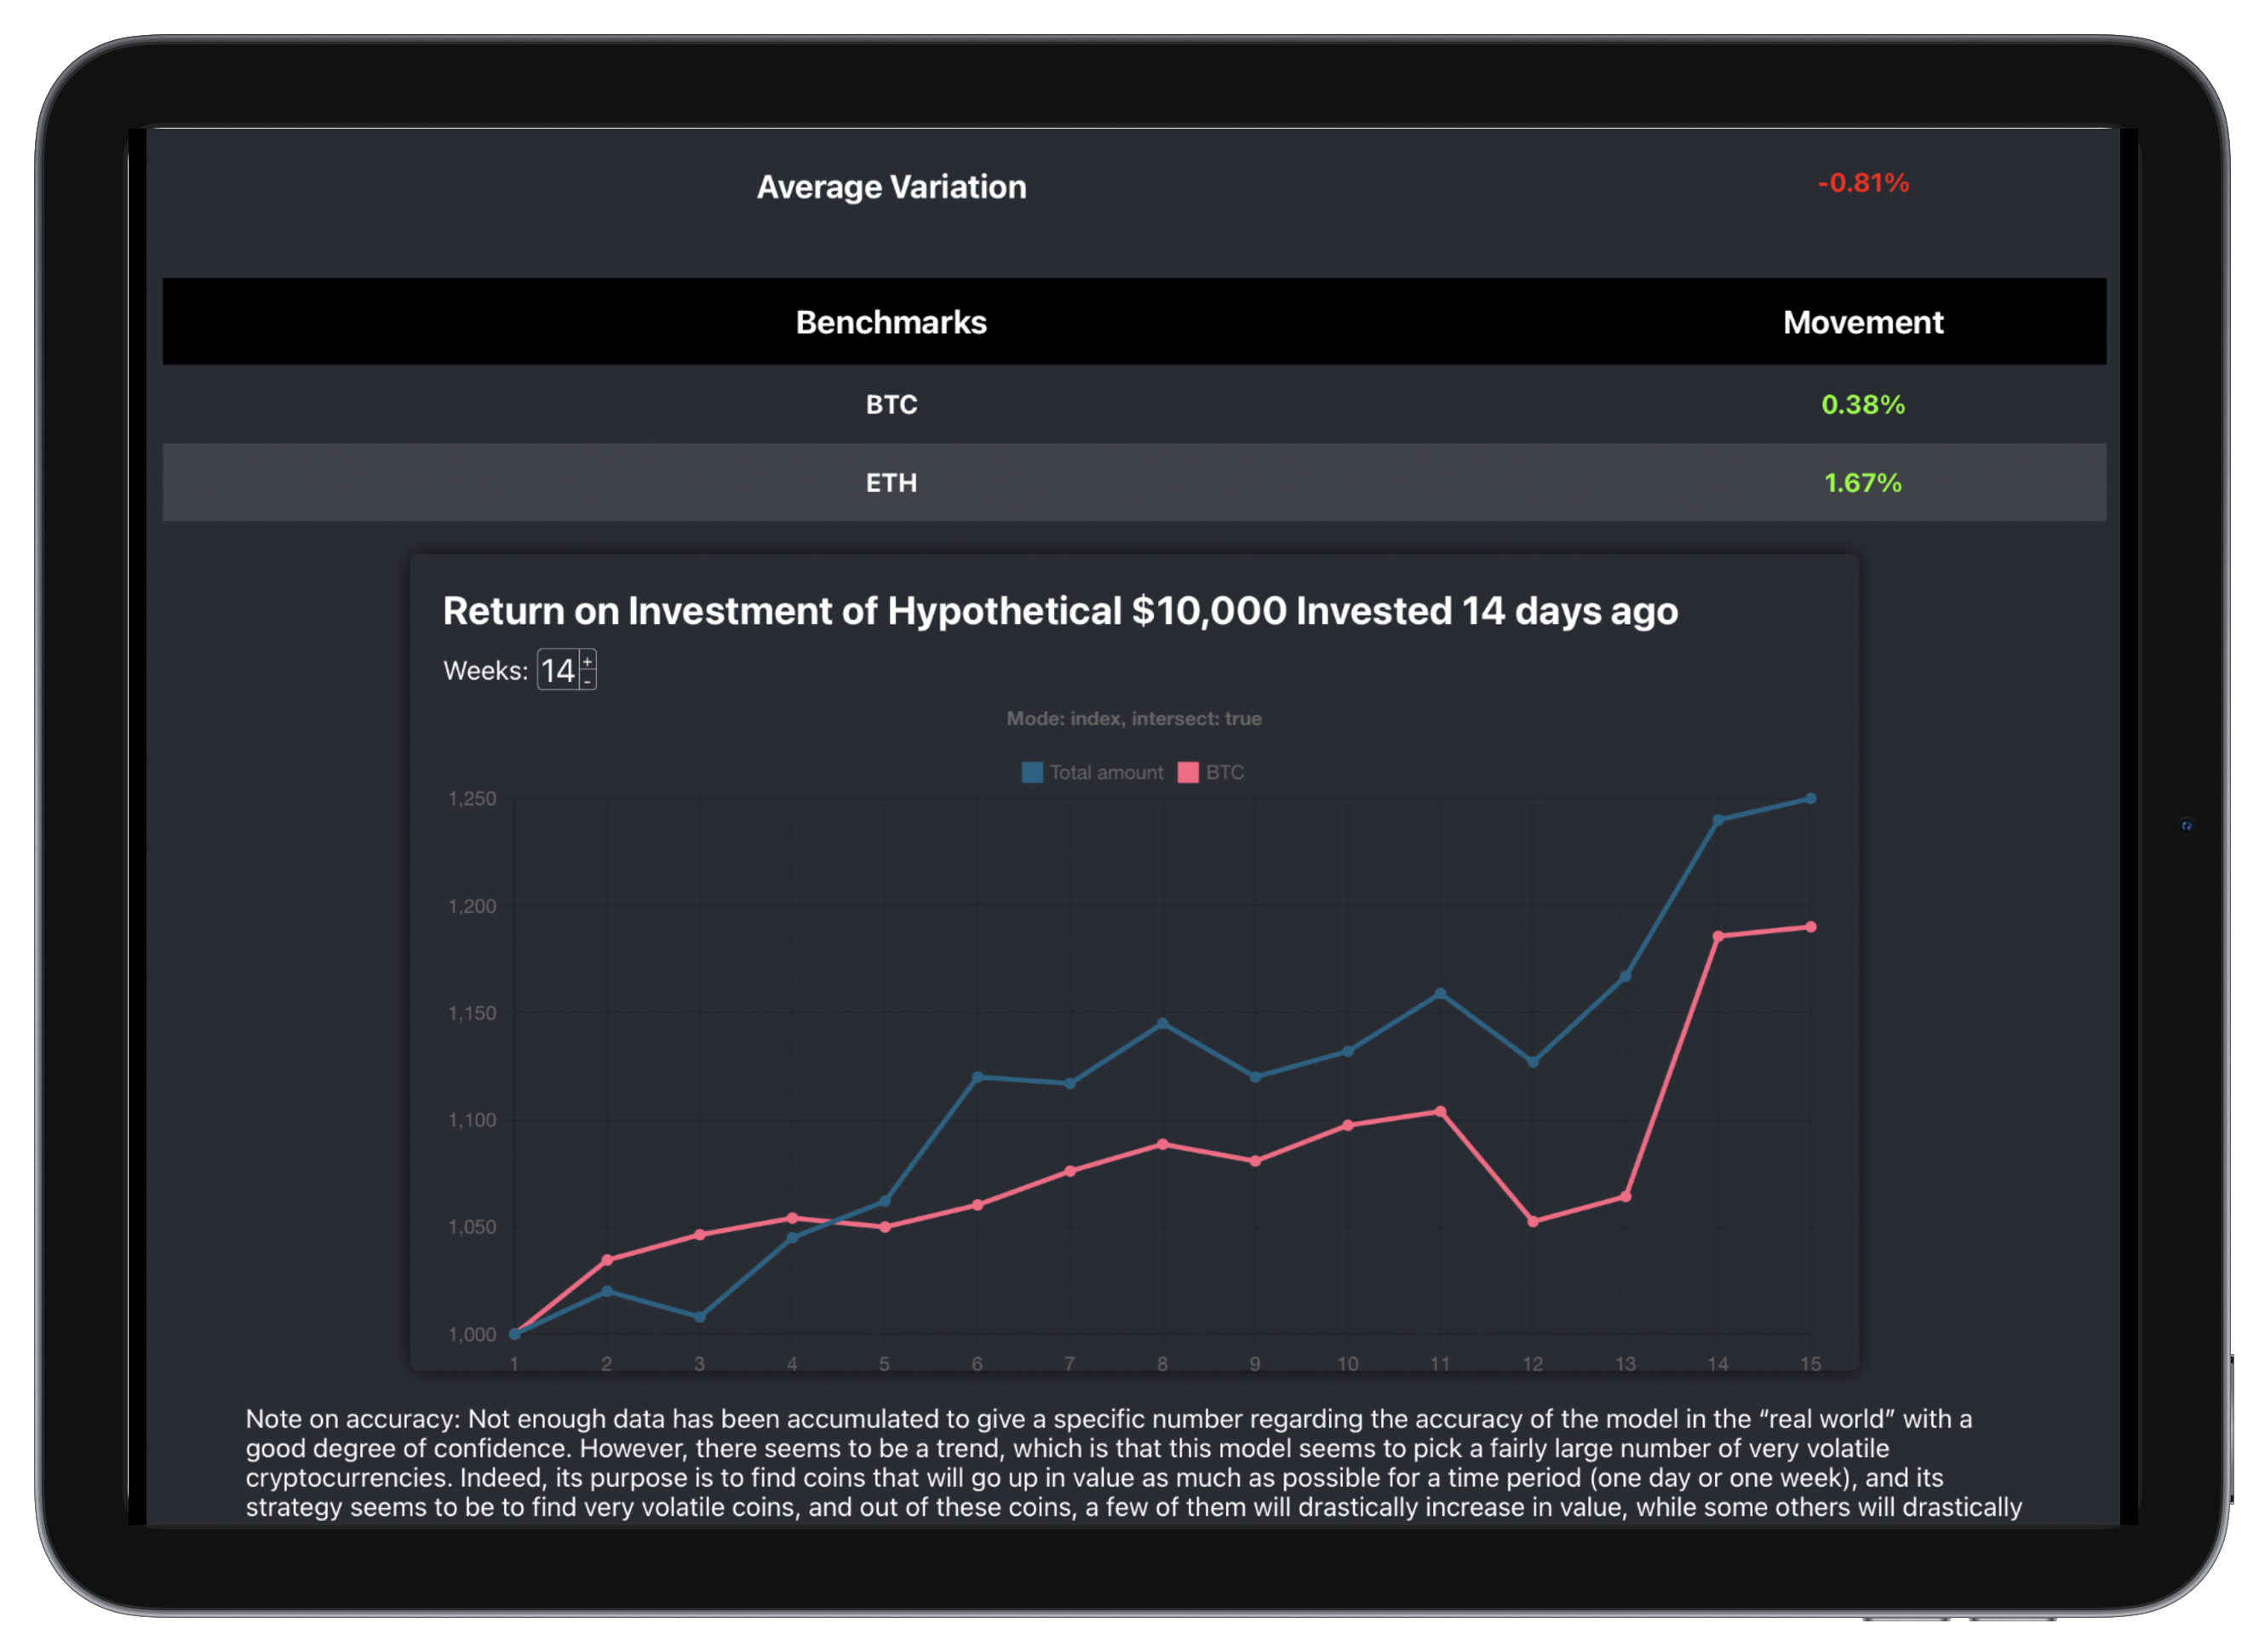 Average Variation -0.81%
Benchmarks Movement
BTC 0.38%
ETH 1.67%
Return on Investment of Hypothetical $10,000 Invested 14 days ago
Weeks: 14 + -
Mode: index, intersect: true
Total amount BTC
1,250
1,200
1,150
1,100
1,050
1,000
1 2 3 4 5 6 7 8 9 10 11 12 13 14 15
Note on accuracy: Not enough data has been accumulated to give a specific number regarding the accuracy of the model in the “real world” with a
good degree of confidence. However, there seems to be a trend, which is that this model seems to pick a fairly large number of very volatile
cryptocurrencies. Indeed, its purpose is to find coins that will go up in value as much as possible for a time period (one day or one week), and its
strategy seems to be to find very volatile coins, and out of these coins, a few of them will drastically increase in value, while some others will drastically